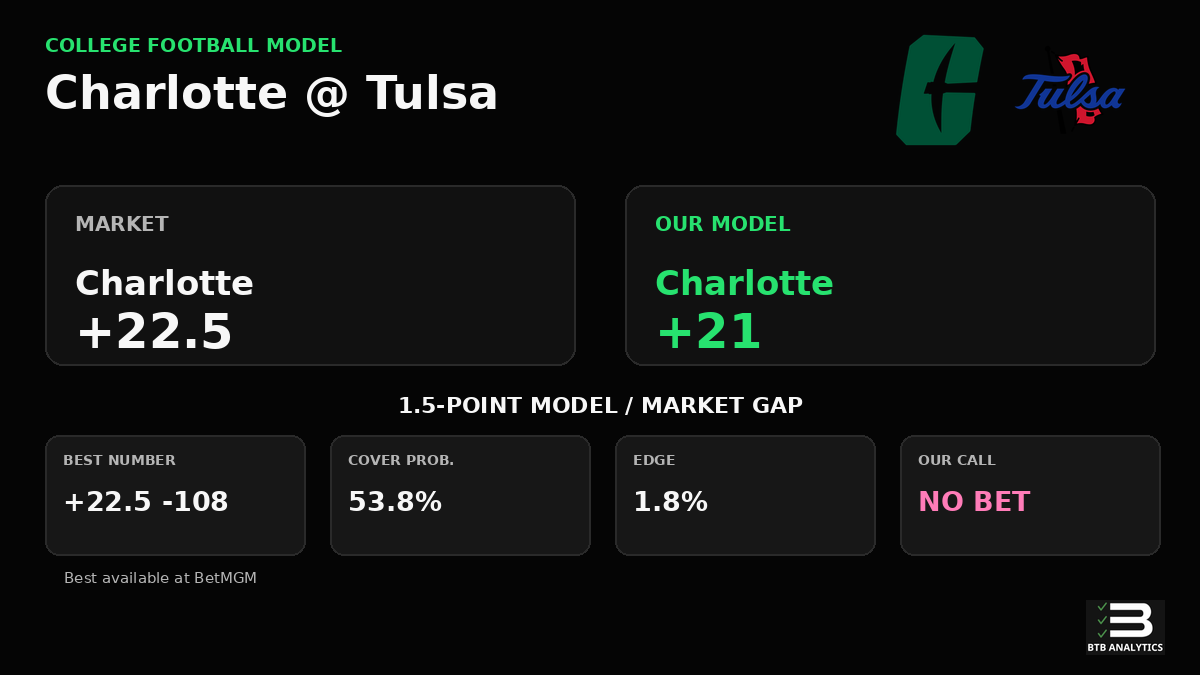 COLLEGE FOOTBALL MODEL
Charlotte @ Tulsa
Tulsa
MARKET
Charlotte
+22.5
OUR MODEL
Charlotte
+21
1.5-POINT MODEL / MARKET GAP
BEST NUMBER
+22.5 -108
COVER PROB.
53.8%
EDGE
1.8%
OUR CALL
NO BET
Best available at BetMGM
BTB ANALYTICS